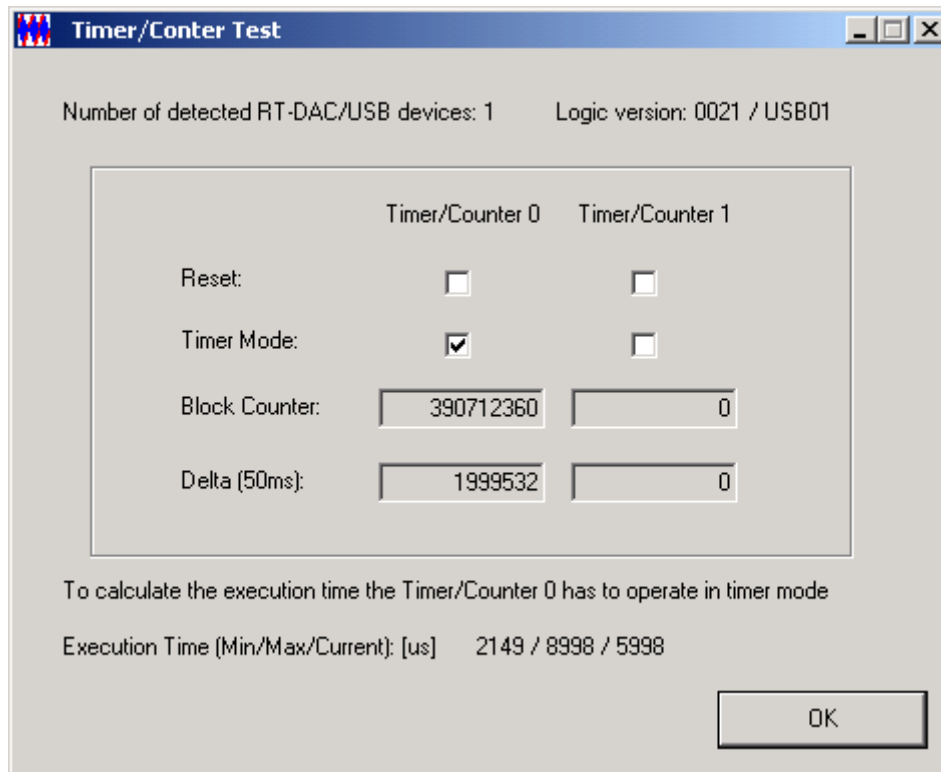 Timer/Conter Test
Number of detected RT-DAC/USB devices: 1 Logic version: 0021 / USB01
Timer/Counter 0 Timer/Counter 1
Reset:
Timer Mode:
Block Counter: 390712360 0
Delta (50ms): 1999532 0
To calculate the execution time the Timer/Counter 0 has to operate in timer mode
Execution Time (Min/Max/Current): [us] 2149 / 8998 / 5998
OK